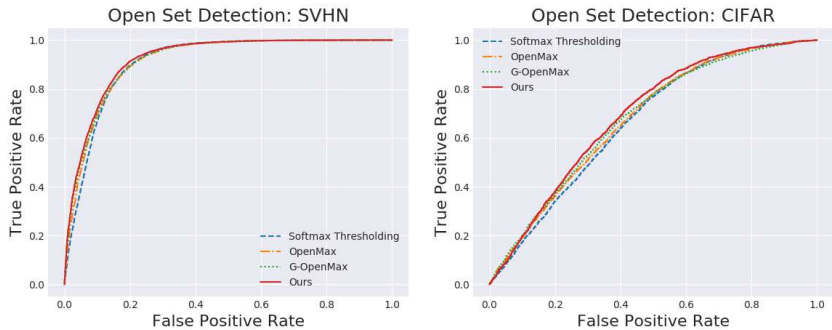 Open Set Detection: SVHN
True Positive Rate
1.0
0.8
0.6
0.4
0.2
0.0
Softmax Thresholding
OpenMax
G-OpenMax
Ours
0.0 0.2 0.4 0.6 0.8 1.0
False Positive Rate
Open Set Detection: CIFAR
True Positive Rate
1.0
0.8
0.6
0.4
0.2
0.0
Softmax Thresholding
OpenMax
G-OpenMax
Ours
0.0 0.2 0.4 0.6 0.8 1.0
False Positive Rate